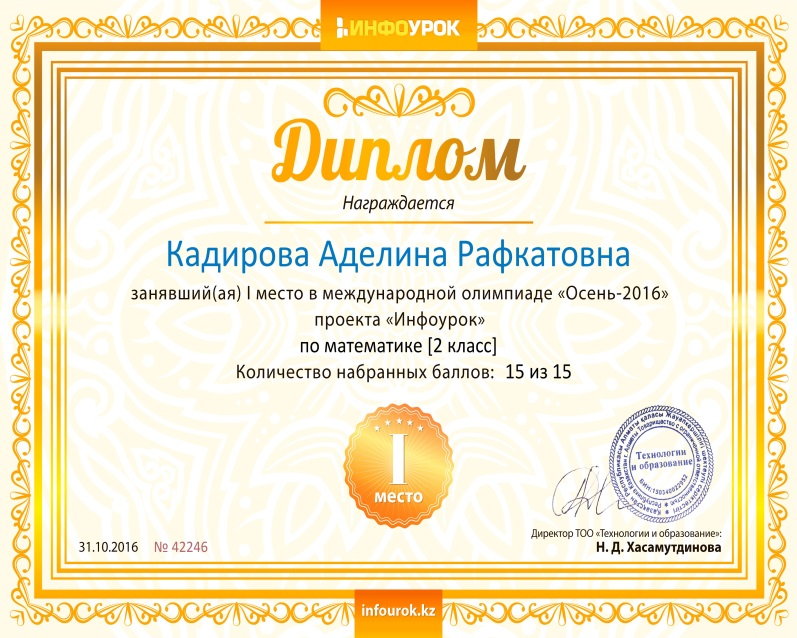 ИНФОУРОК
Диплом
Награждается
Кадирова Аделина Рафкатовна
занявший(ая) I место в международной олимпиаде «Осень-2016»
проекта «Инфоурок»
по математике [2 класс]
Количество набранных баллов: 15 из 15
I
место
Технологии
и образование
31.10.2016 № 42246
Директор ТОО «Технологии и образование»:
Н. Д. Хасамутдинова
infourok.kz